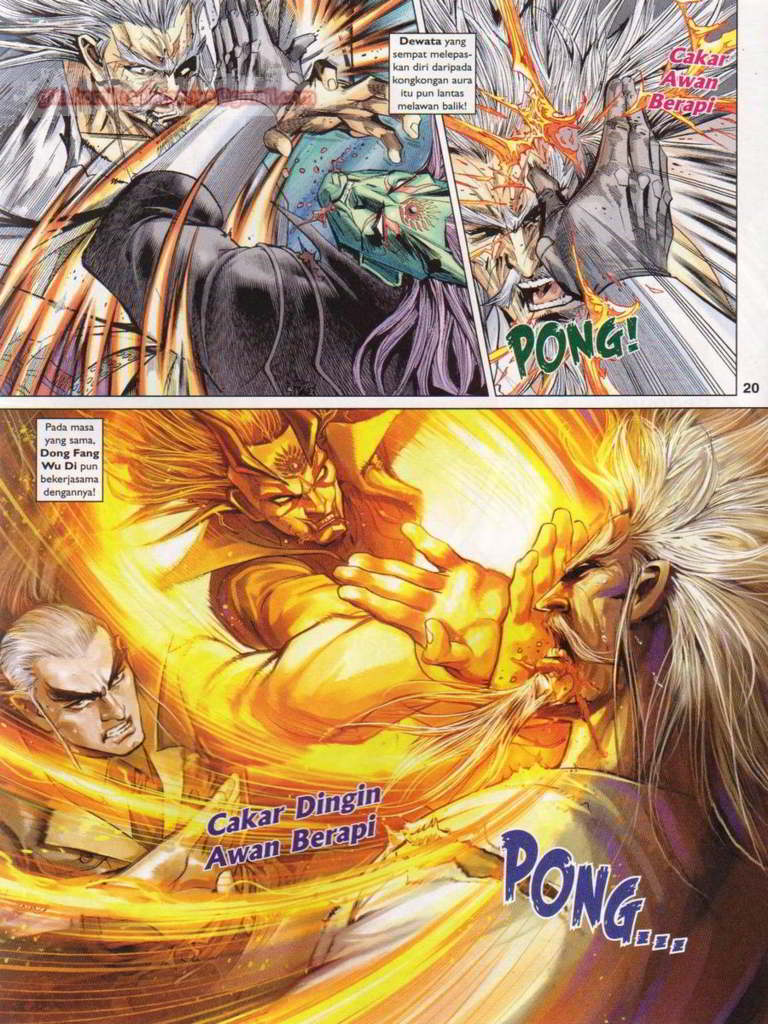 Dewata yang
sempat melepas-
kan diri daripada
kongkongan aura
itu pun lantas
melawan balik!
Cakar
Awan
Berapi
PONG!
20
Pada masa
yang sama,
Dong Fang
Wu Di pun
bekerjasama
dengannya!
Cakar Dingin
Awan Berapi
PONG...